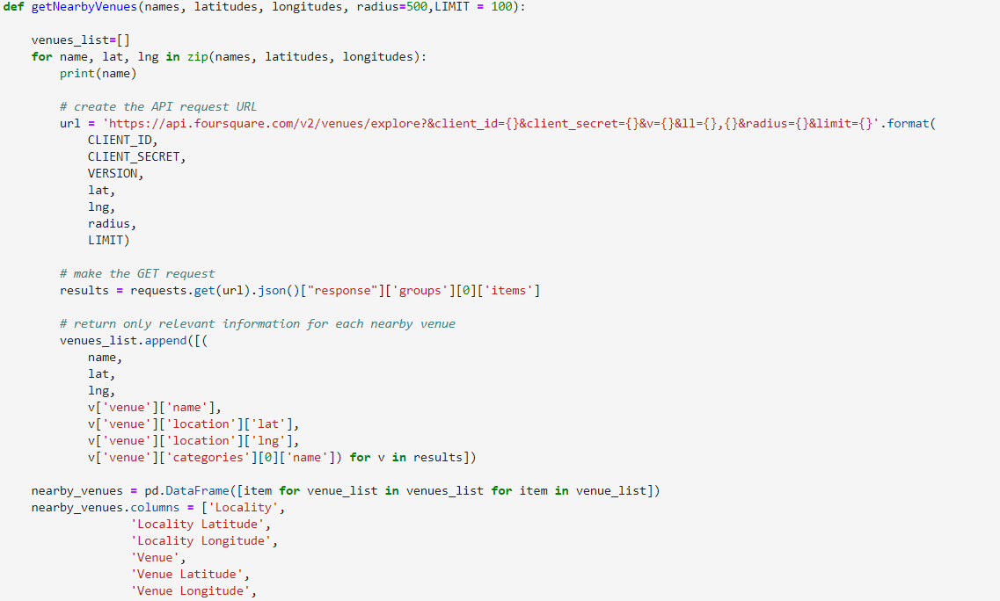 def getNearbyVenues(names, latitudes, longitudes, radius=500,LIMIT = 100):
venues_list=[]
for name, lat, lng in zip(names, latitudes, longitudes):
print(name)
# create the API request URL
url = 'https://api.foursquare.com/v2/venues/explore?&client_id={}&client_secret={}&v={}&ll={},{}&radius={}&limit={}'.format(
CLIENT_ID,
CLIENT_SECRET,
VERSION,
lat,
lng,
radius,
LIMIT)
# make the GET request
results = requests.get(url).json()["response"]['groups'][0]['items']
# return only relevant information for each nearby venue
venues_list.append([(
name,
lat,
lng,
v['venue']['name'],
v['venue']['location']['lat'],
v['venue']['location']['lng'],
v['venue']['categories'][0]['name']) for v in results])
nearby_venues = pd.DataFrame([item for venue_list in venues_list for item in venue_list])
nearby_venues.columns = ['Locality',
'Locality Latitude',
'Locality Longitude',
'Venue',
'Venue Latitude',
'Venue Longitude',